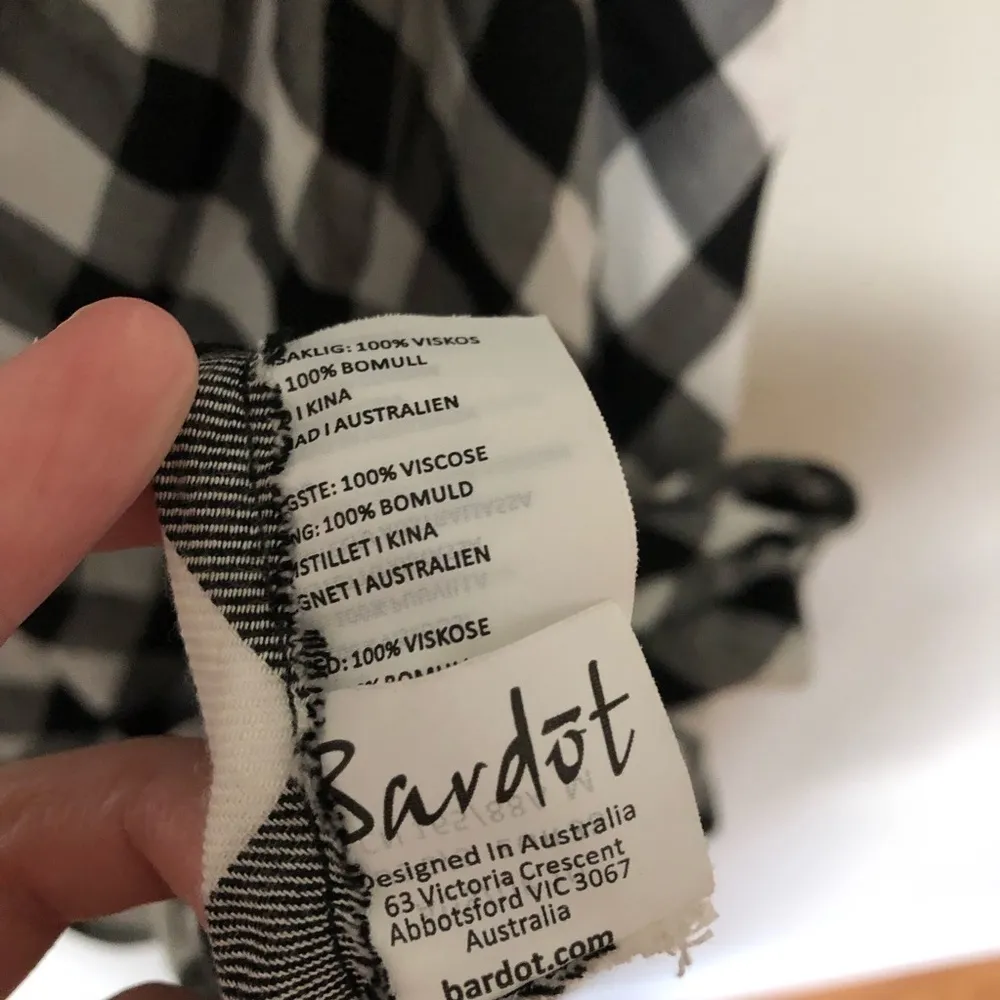 SAKLIG: 100% VISKOS
100% BOMULL
I KINA
AD I AUSTRALIEN
GSTE: 100% VISCOSE
NG: 100% BOMULD
STILLET I KINA
GNET I AUSTRALIEN
D: 100% VISKOSE
% BOMULL
Bardōt
Designed In Australia
63 Victoria Crescent
Abbotsford VIC 3067
Australia
bardot.com